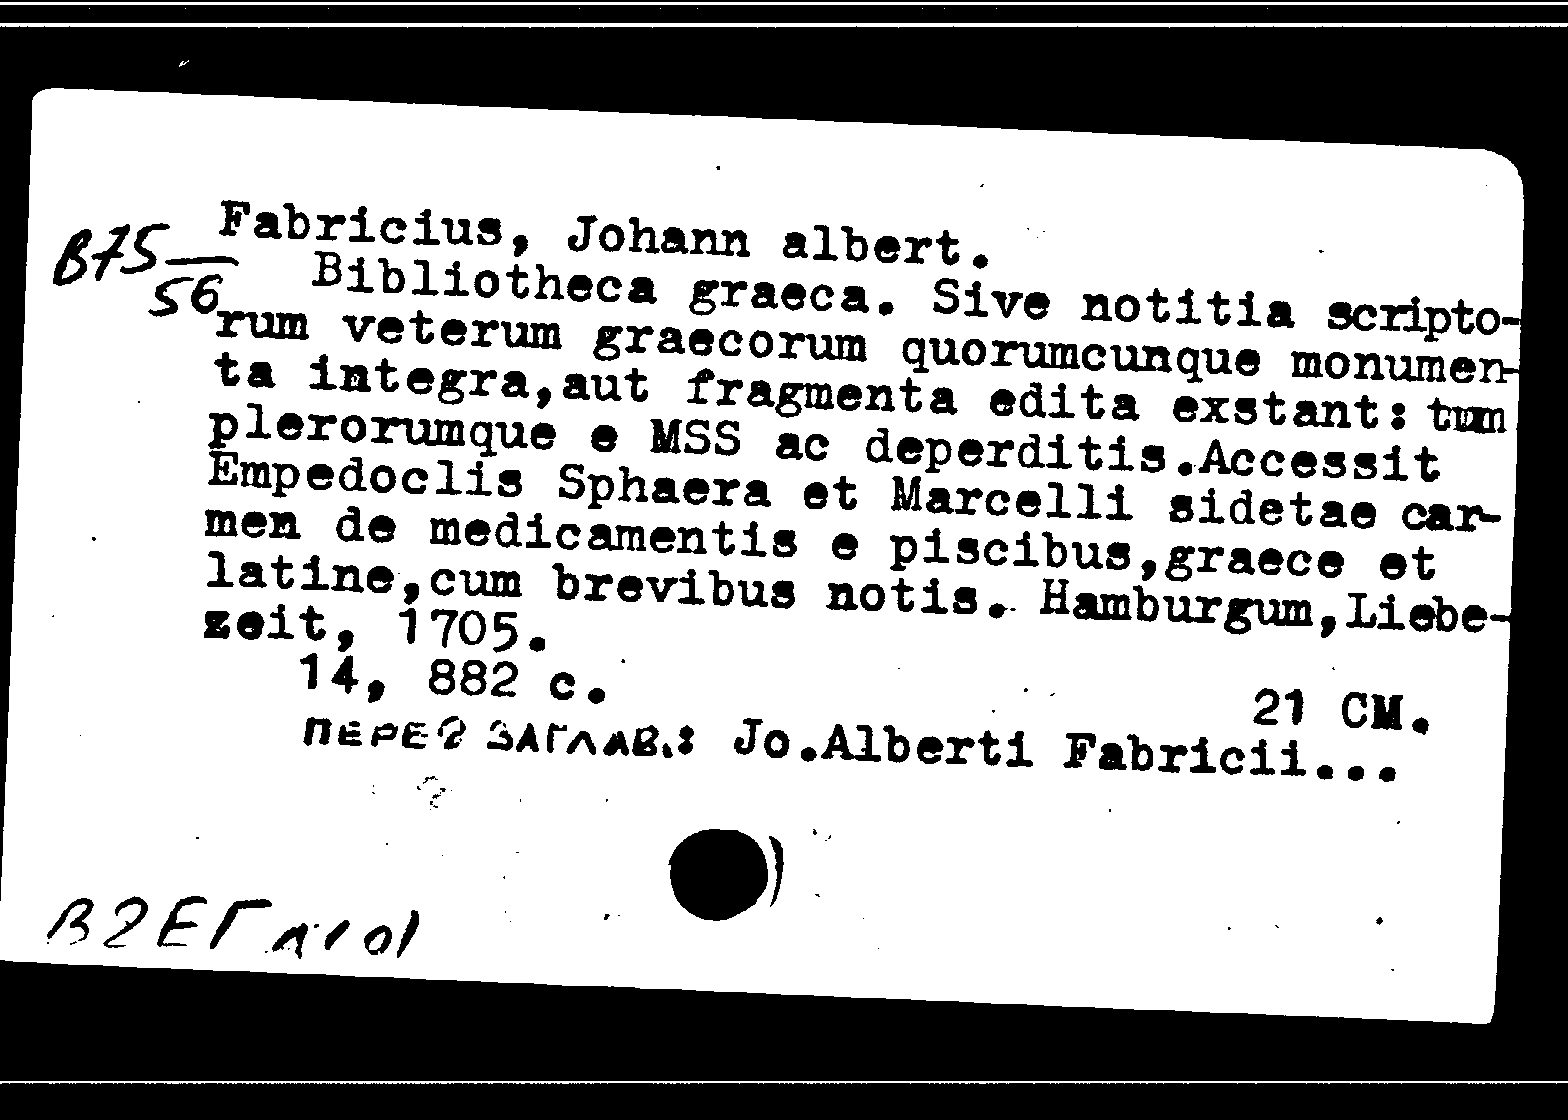 B75
56
Fabricius, Johann albert.
Bibliotheca graeca. Sive notitia scripto-
rum veterum graecorum quorumcunque monumen-
ta integra,aut fragmenta edita exstant: tum
plerorumque e MSS ac deperditis.Accessit
Empedoclis Sphaera et Marcelli sidetae car-
men de medicamentis e piscibus,graece et
latine,cum brevibus notis. Hamburgum,Liebe-
zeit, 1705.
14, 882 c.
21 CM.
ПЕРЕД ЗАГЛАВ.: Jo.Alberti Fabricii...